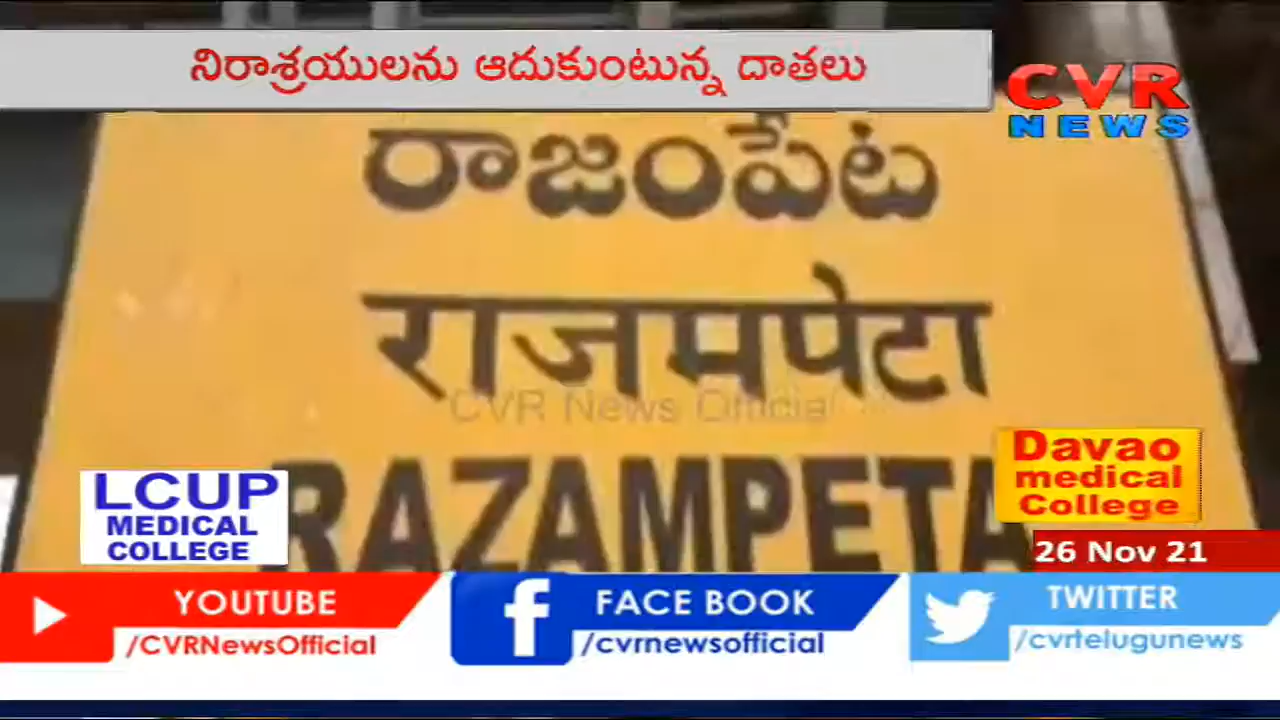 నిరాశ్రయులను ఆదుకుంటున్న దాతలు
CVR
NEWS
రాజంపేట
राजमपेटा
CVR News Official
RAZAMPETA
LCUP
MEDICAL
COLLEGE
Davao
medical
College
26 Nov 21
YOUTUBE
/CVRNewsOfficial
FACE BOOK
/cvrnewsofficial
TWITTER
/cvrtelugunews